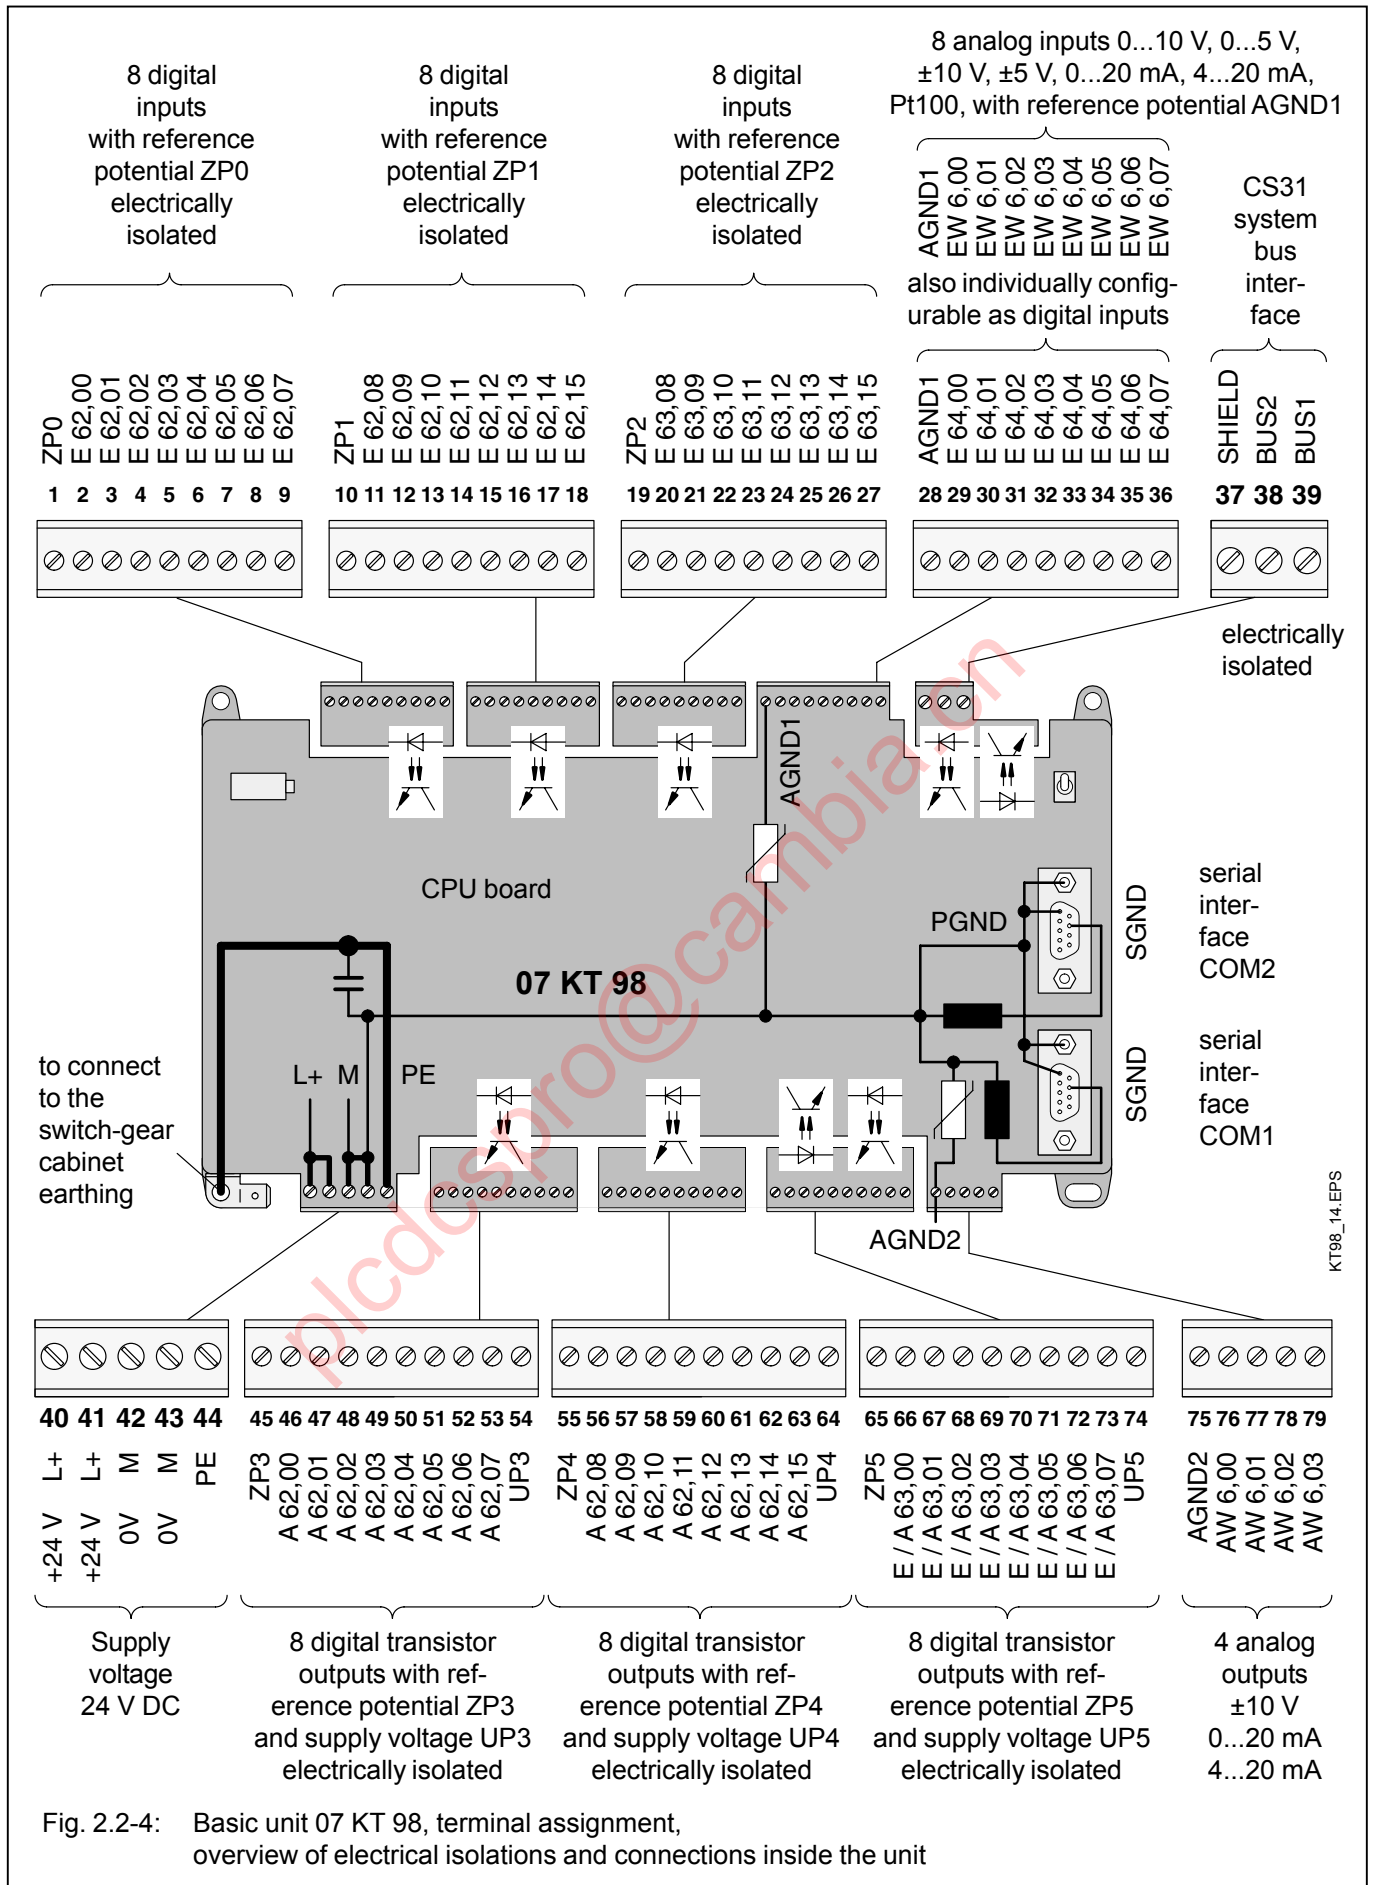 8 digital
inputs
with reference
potential ZP0
electrically
isolated
8 digital
inputs
with reference
potential ZP1
electrically
isolated
8 digital
inputs
with reference
potential ZP2
electrically
isolated
8 analog inputs 0...10 V, 0...5 V,
±10 V, ±5 V, 0...20 mA, 4...20 mA,
Pt100, with reference potential AGND1
AGND1
EW 6,00
EW 6,01
EW 6,02
EW 6,03
EW 6,04
EW 6,05
EW 6,06
EW 6,07
also individually config-
urable as digital inputs
CS31
system
bus
inter-
face
ZP0
E 62,00
E 62,01
E 62,02
E 62,03
E 62,04
E 62,05
E 62,06
E 62,07
ZP1
E 62,08
E 62,09
E 62,10
E 62,11
E 62,12
E 62,13
E 62,14
E 62,15
ZP2
E 63,08
E 63,09
E 63,10
E 63,11
E 63,12
E 63,13
E 63,14
E 63,15
AGND1
E 64,00
E 64,01
E 64,02
E 64,03
E 64,04
E 64,05
E 64,06
E 64,07
SHIELD
BUS2
BUS1
1 2 3 4 5 6 7 8 9
10 11 12 13 14 15 16 17 18
19 20 21 22 23 24 25 26 27
28 29 30 31 32 33 34 35 36
37 38 39
electrically
isolated
AGND1
CPU board
07 KT 98
PGND
SGND
serial
inter-
face
COM2
SGND
serial
inter-
face
COM1
to connect
to the
switch-gear
cabinet
earthing
L+ M PE
AGND2
KT98_14.EPS
plcdcspro@cambia.cn
40 41 42 43 44
45 46 47 48 49 50 51 52 53 54
55 56 57 58 59 60 61 62 63 64
65 66 67 68 69 70 71 72 73 74
75 76 77 78 79
+24 V L+
+24 V L+
0V M
0V M
PE
ZP3
A 62,00
A 62,01
A 62,02
A 62,03
A 62,04
A 62,05
A 62,06
A 62,07
UP3
ZP4
A 62,08
A 62,09
A 62,10
A 62,11
A 62,12
A 62,13
A 62,14
A 62,15
UP4
ZP5
E / A 63,00
E / A 63,01
E / A 63,02
E / A 63,03
E / A 63,04
E / A 63,05
E / A 63,06
E / A 63,07
UP5
AGND2
AW 6,00
AW 6,01
AW 6,02
AW 6,03
Supply
voltage
24 V DC
8 digital transistor
outputs with ref-
erence potential ZP3
and supply voltage UP3
electrically isolated
8 digital transistor
outputs with ref-
erence potential ZP4
and supply voltage UP4
electrically isolated
8 digital transistor
outputs with ref-
erence potential ZP5
and supply voltage UP5
electrically isolated
4 analog
outputs
±10 V
0...20 mA
4...20 mA
Fig. 2.2-4: Basic unit 07 KT 98, terminal assignment,
overview of electrical isolations and connections inside the unit